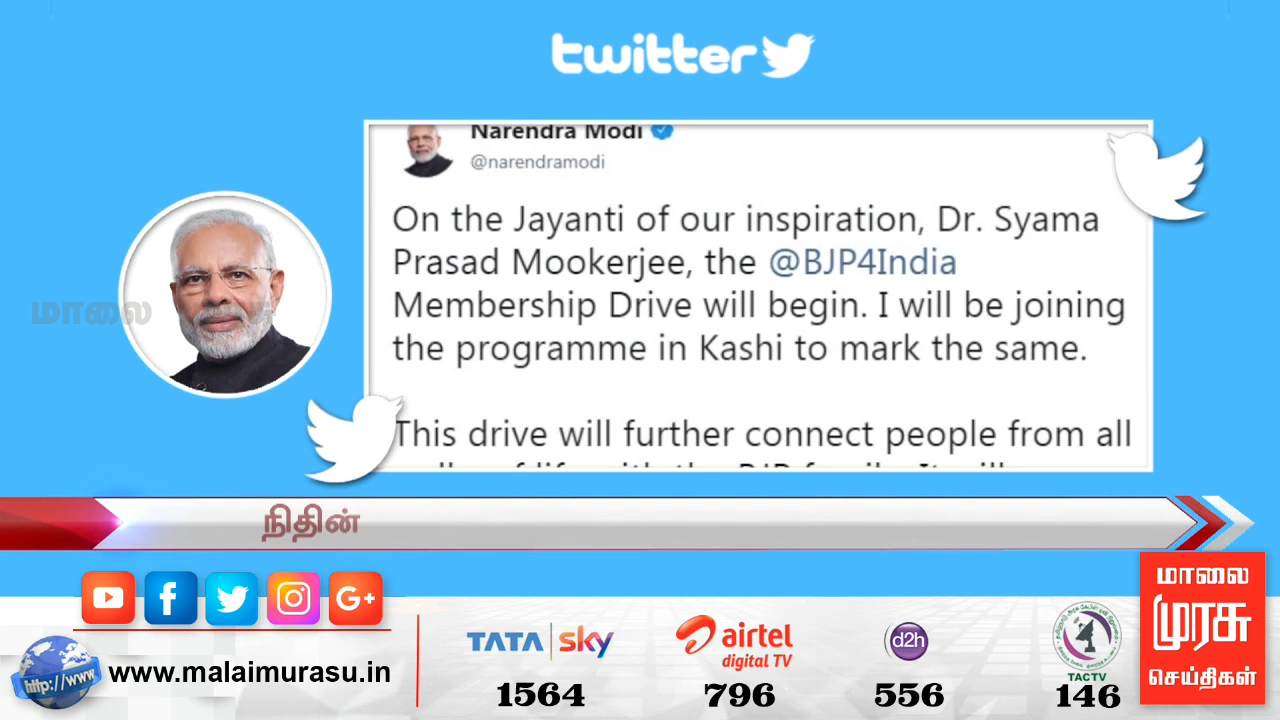 twitter
Narendra Modi
@narendramodi
On the Jayanti of our inspiration, Dr. Syama
Prasad Mookerjee, the @BJP4India
Membership Drive will begin. I will be joining
the programme in Kashi to mark the same.
This drive will further connect people from all
மாலை
நிதின்
G+
http://www
www.malaimurasu.in
TATA sky
1564
airtel
digital TV
796
d2h
556
TACTV
146
மாலை
முரசு
செய்திகள்